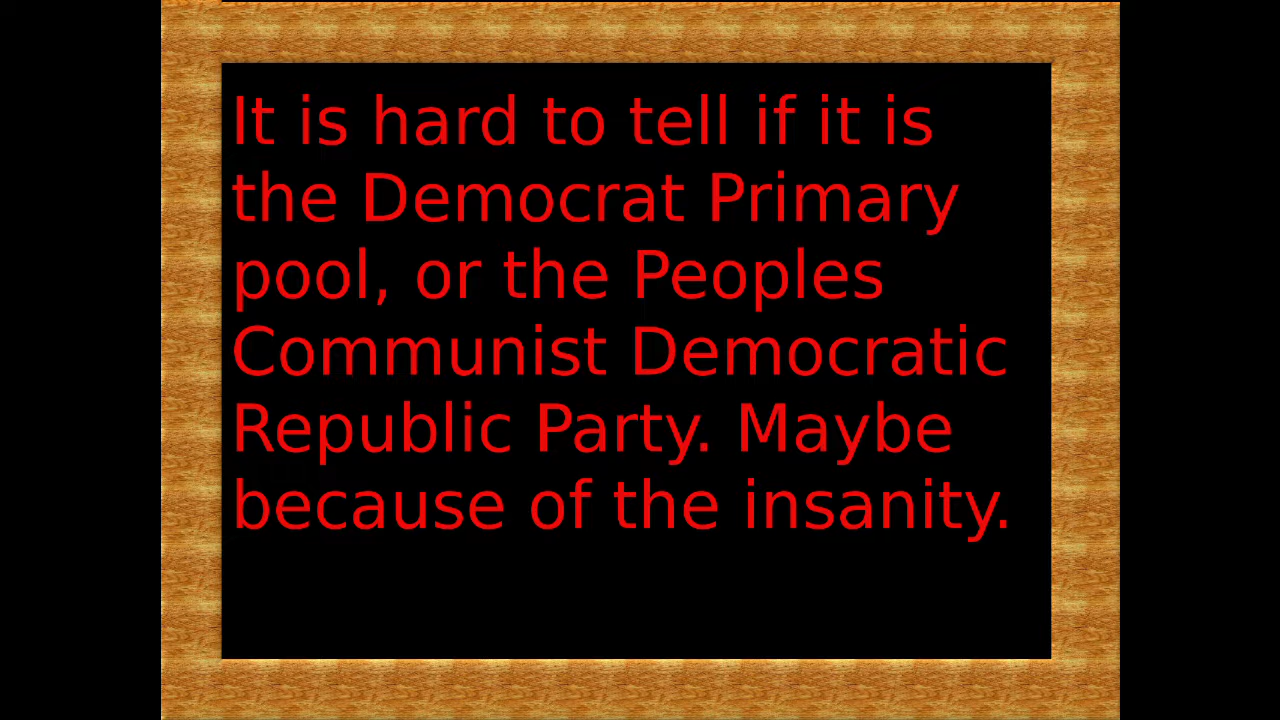 It is hard to tell if it is
the Democrat Primary
pool, or the Peoples
Communist Democratic
Republic Party. Maybe
because of the insanity.